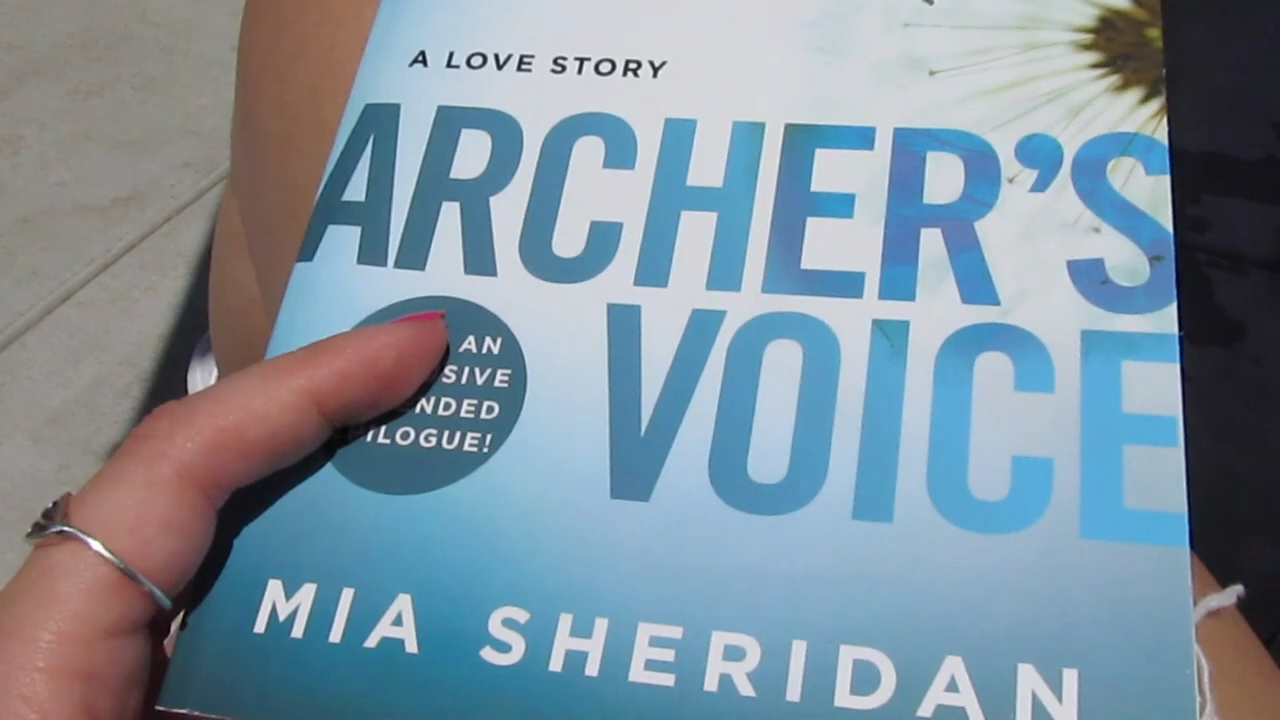 A LOVE STORY
ARCHER'S
VOICE
AN
SIVE
NDED
ILOGUE!
MIA SHERIDAN